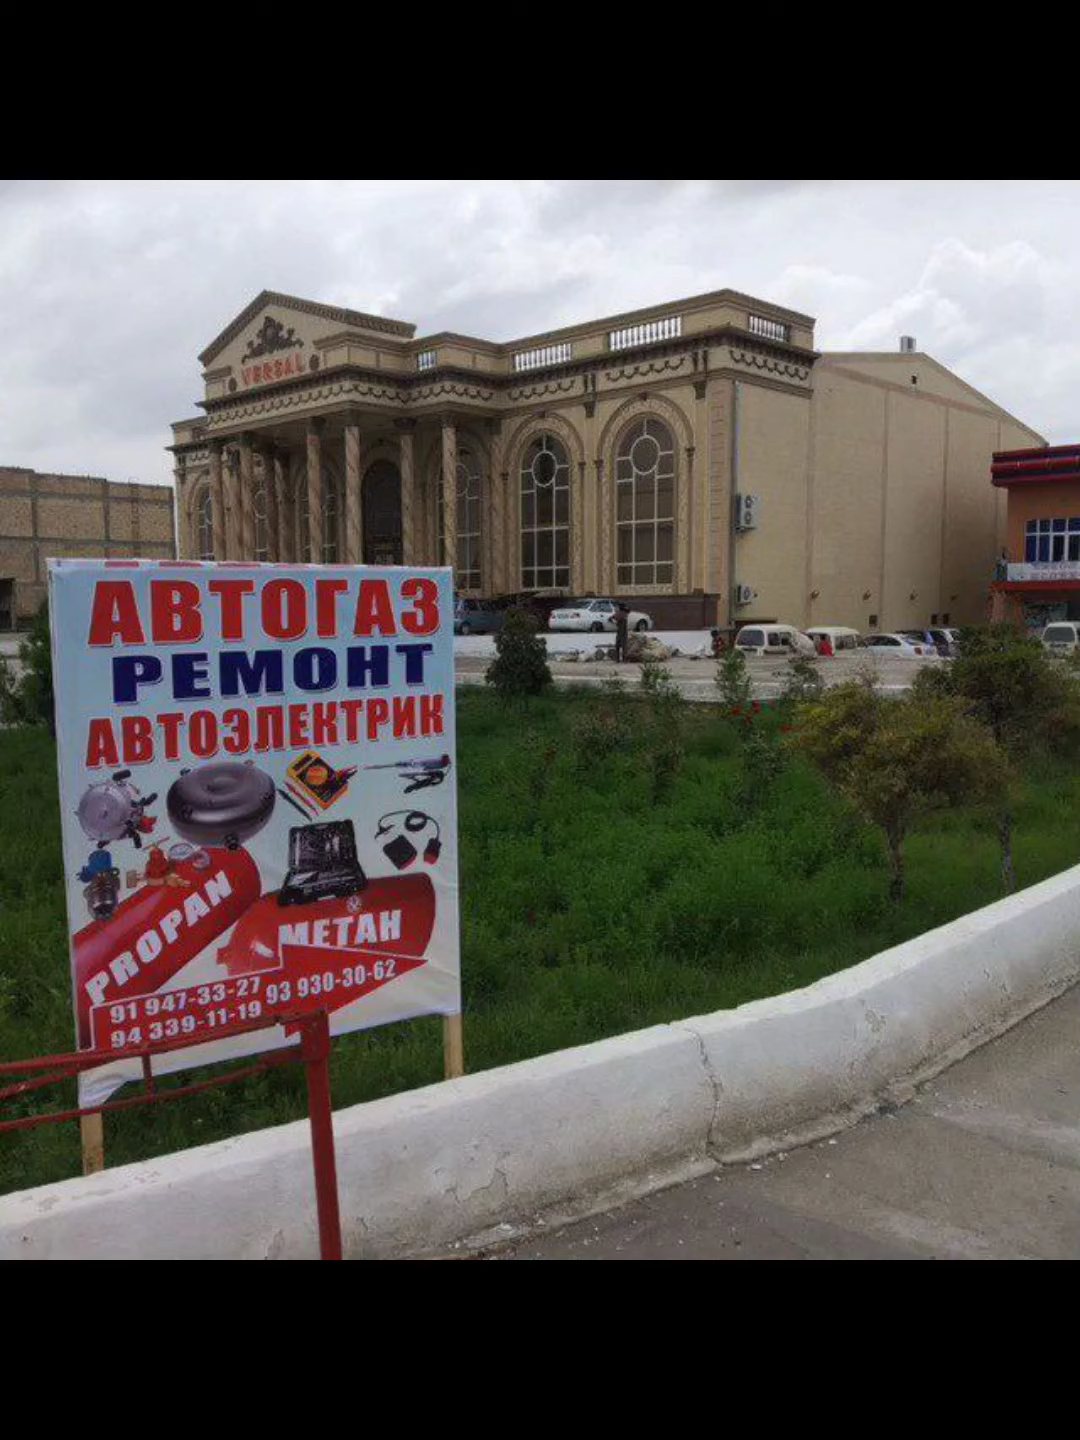 VERSAL
АВТОГАЗ
РЕМОНТ
АВТОЭЛЕКТРИК
PROPAN
МЕТАН
91 947-33-27
93 930-30-62
94 339-11-19